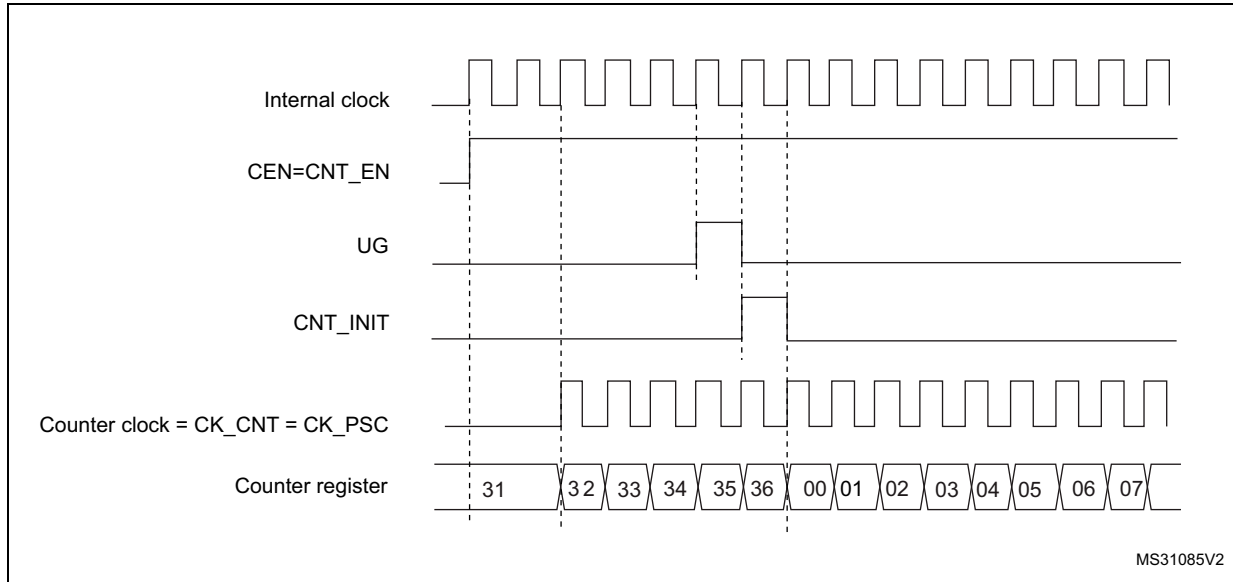 Internal clock
CEN=CNT_EN
UG
CNT_INIT
Counter clock = CK_CNT = CK_PSC
Counter register 31 32 33 34 35 36 00 01 02 03 04 05 06 07
MS31085V2